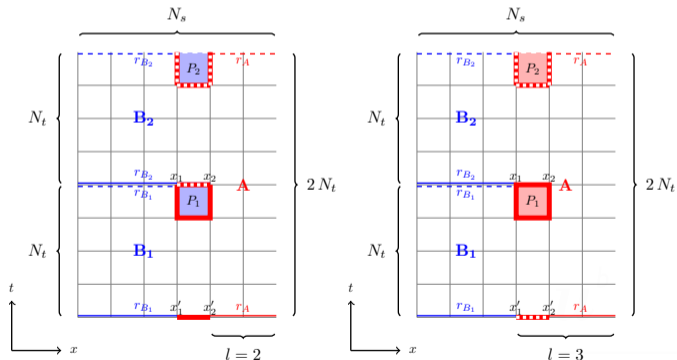 N_s
r_{B_2} P_2 r_A
N_t B_2
r_{B_2} x_1 x_2
r_{B_1} P_1 A 2 N_t
N_t B_1
t
r_{B_1} x'_1 x'_2 r_A
x l = 2
N_s
r_{B_2} P_2 r_A
N_t B_2
r_{B_2} x_1 x_2
r_{B_1} P_1 A 2 N_t
N_t B_1
t
r_{B_1} x'_1 x'_2 r_A
x l = 3